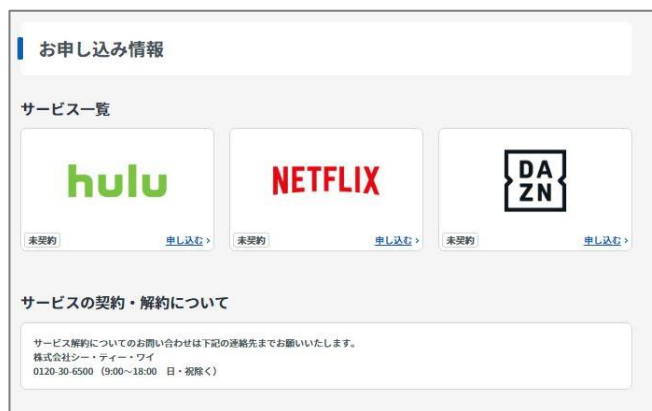 お申し込み情報
サービス一覧
hulu
NETFLIX
DA
ZN
未契約 申し込む ›
未契約 申し込む ›
未契約 申し込む ›
サービスの契約・解約について
サービス解約についてのお問い合わせは下記の連絡先までお願いいたします。
株式会社シー・ティー・ワイ
0120-30-6500（9:00～18:00　日・祝除く）